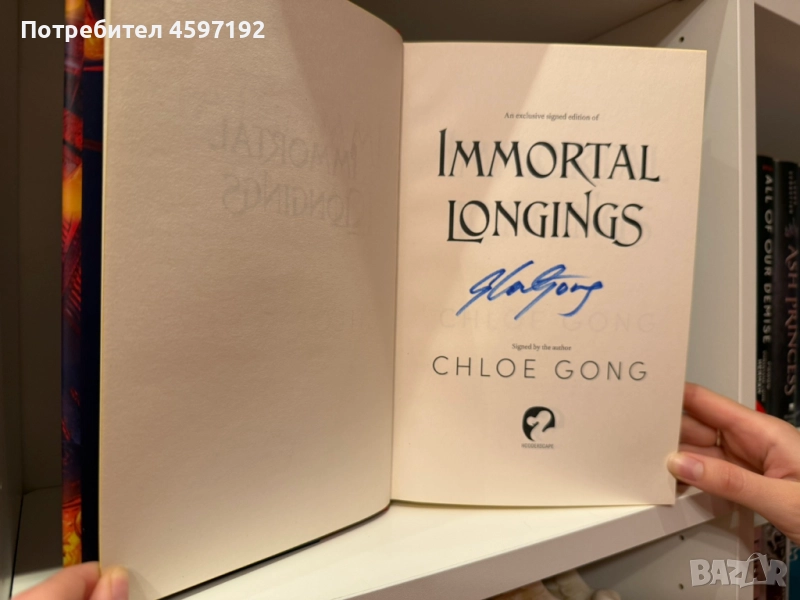 Потребител 4597192
An exclusive signed edition of
IMMORTAL
LONGINGS
Signed by the author
CHLOE GONG
ALL OF OUR DEMISE
ASH PRINCESS
BAZAR